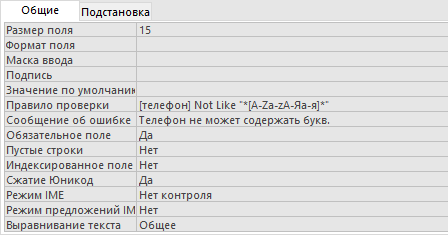 Общие Подстановка
Размер поля 15
Формат поля
Маска ввода
Подпись
Значение по умолчанию
Правило проверки [телефон] Not Like "*[A-Za-zА-Яа-я]*"
Сообщение об ошибке Телефон не может содержать букв.
Обязательное поле Да
Пустые строки Нет
Индексированное поле Нет
Сжатие Юникод Да
Режим IME Нет контроля
Режим предложений IM Нет
Выравнивание текста Общее